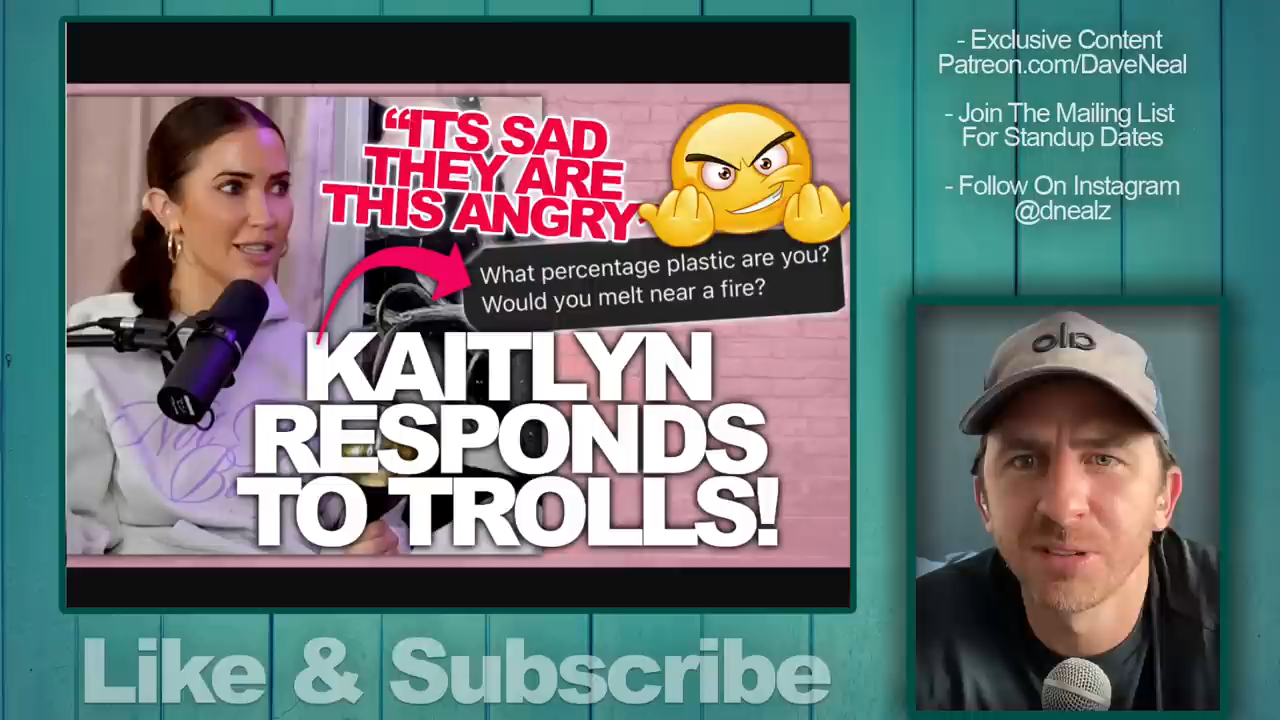 “ITS SAD
THEY ARE
THIS ANGRY
What percentage plastic are you?
Would you melt near a fire?
KAITLYN
RESPONDS
TO TROLLS!
Like & Subscribe
- Exclusive Content
Patreon.com/DaveNeal
- Join The Mailing List
For Standup Dates
- Follow On Instagram
@dnealz
alo